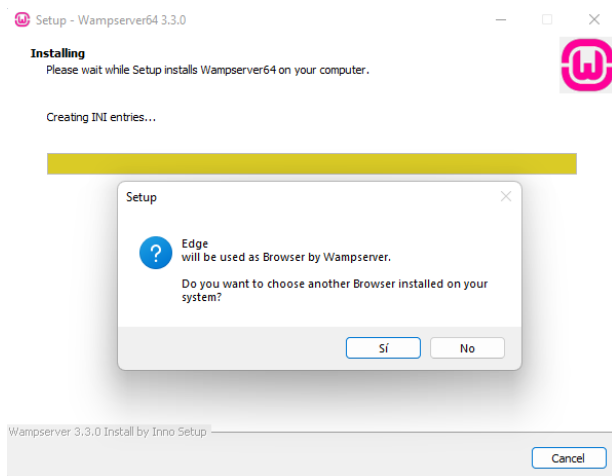 Setup - Wampserver64 3.3.0
Installing
Please wait while Setup installs Wampserver64 on your computer.
Creating INI entries...
Setup
Edge
will be used as Browser by Wampserver.
Do you want to choose another Browser installed on your
system?
Sí
No
Wampserver 3.3.0 Install by Inno Setup
Cancel